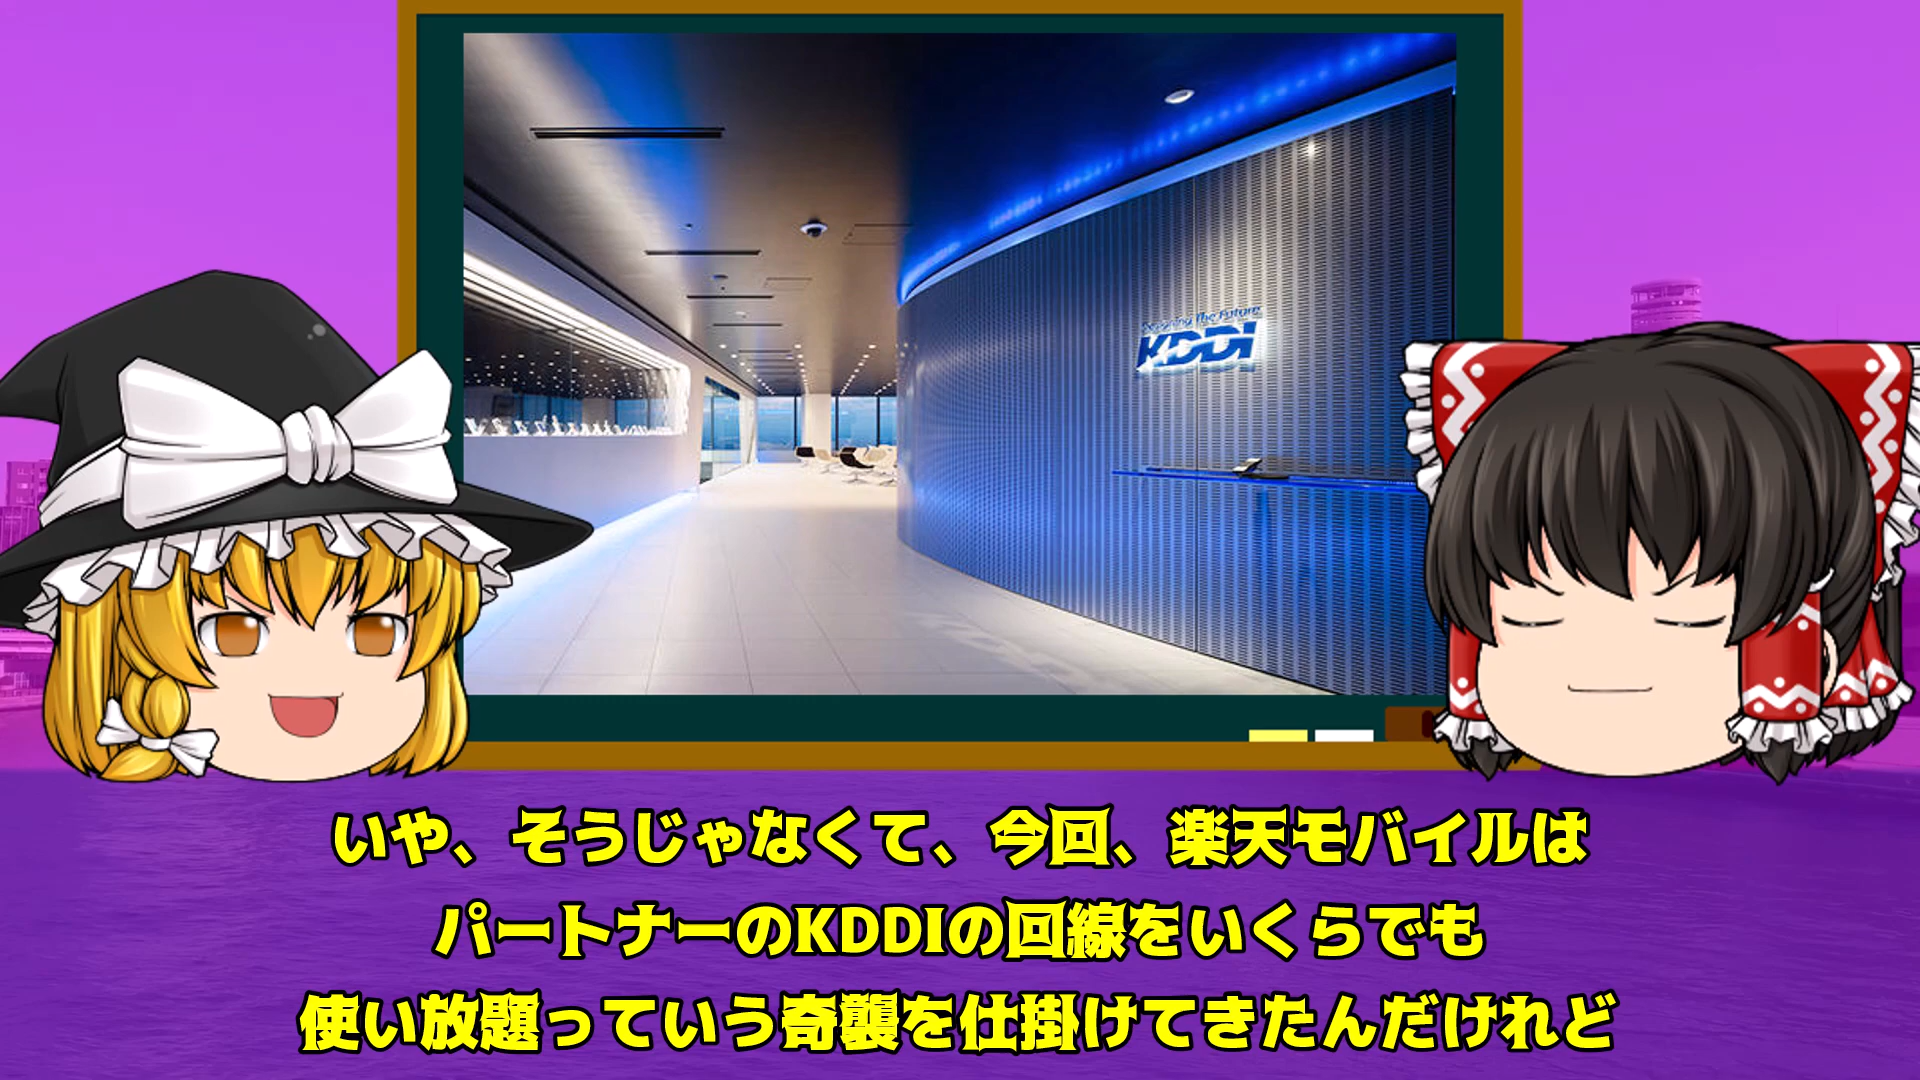 Designing The Future
KDDI
いや、そうじゃなくて、今回、楽天モバイルは
パートナーのKDDIの回線をいくらでも
使い放題っていう奇襲を仕掛けてきたんだけれど